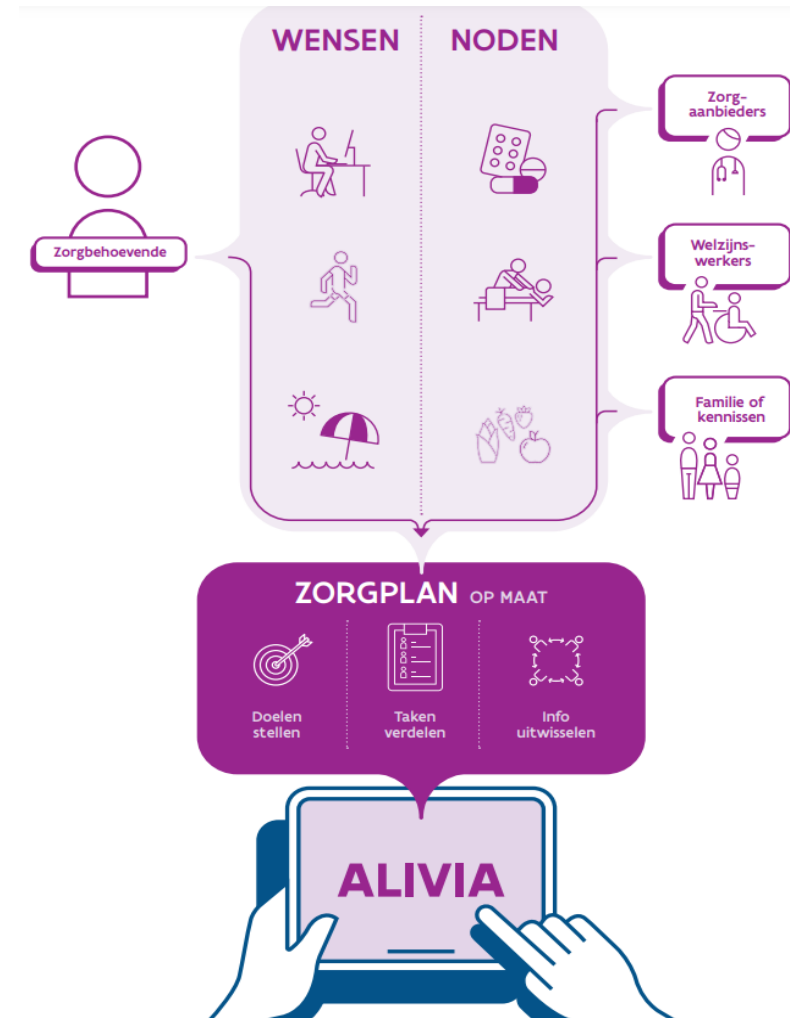 WENSEN
NODEN
Zorg-
aanbieders
Zorgbehoevende
Welzijns-
werkers
Familie of
kennissen
ZORGPLAN OP MAAT
Doelen
stellen
Taken
verdelen
Info
uitwisselen
ALIVIA